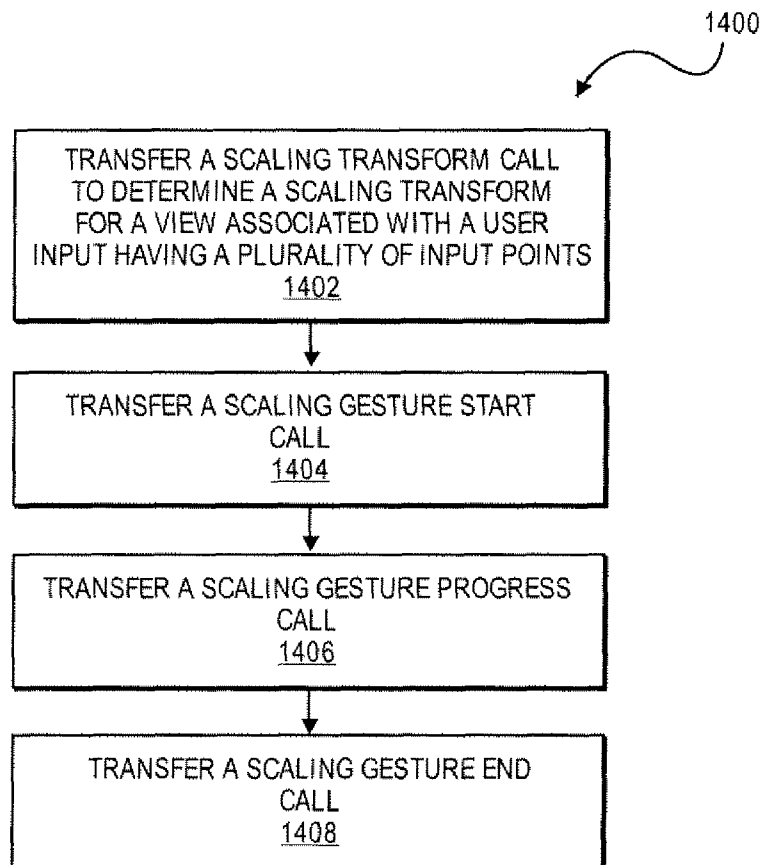 1400
TRANSFER A SCALING TRANSFORM CALL
TO DETERMINE A SCALING TRANSFORM
FOR A VIEW ASSOCIATED WITH A USER
INPUT HAVING A PLURALITY OF INPUT POINTS
1402
TRANSFER A SCALING GESTURE START
CALL
1404
TRANSFER A SCALING GESTURE PROGRESS
CALL
1406
TRANSFER A SCALING GESTURE END
CALL
1408